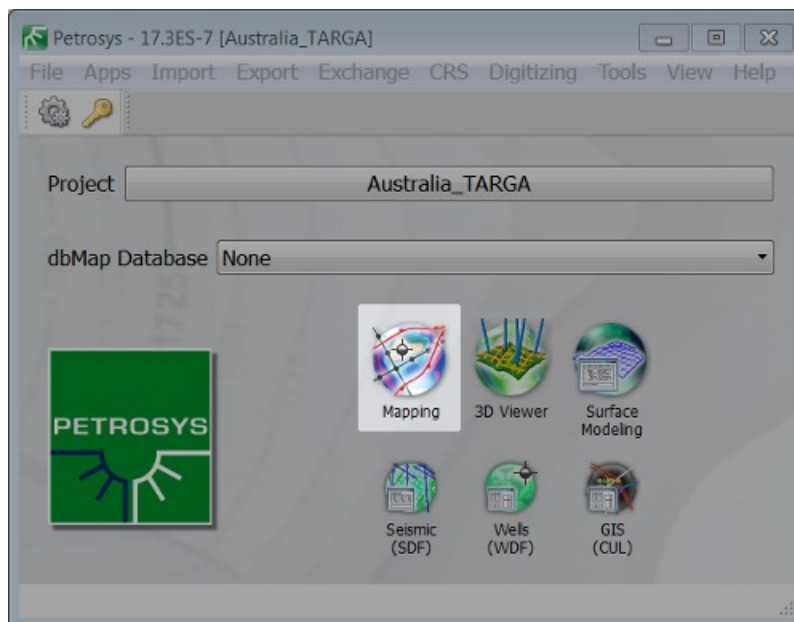 Petrosys - 17.3ES-7 [Australia_TARGA]
File Apps Import Export Exchange CRS Digitizing Tools View Help
Project Australia_TARGA
dbMap Database None
1725
PETROSYS
Mapping
3D Viewer
Surface
Modeling
Seismic
(SDF)
Wells
(WDF)
GIS
(CUL)